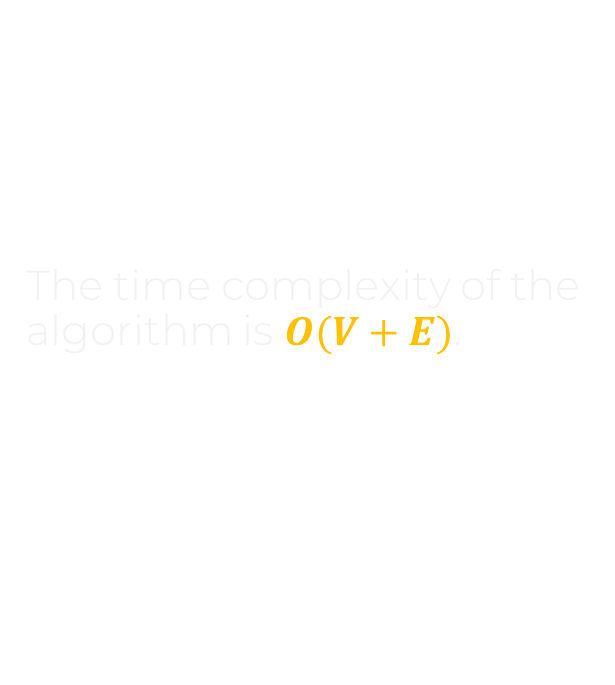 The time complexity of the
algorithm is O(V + E).